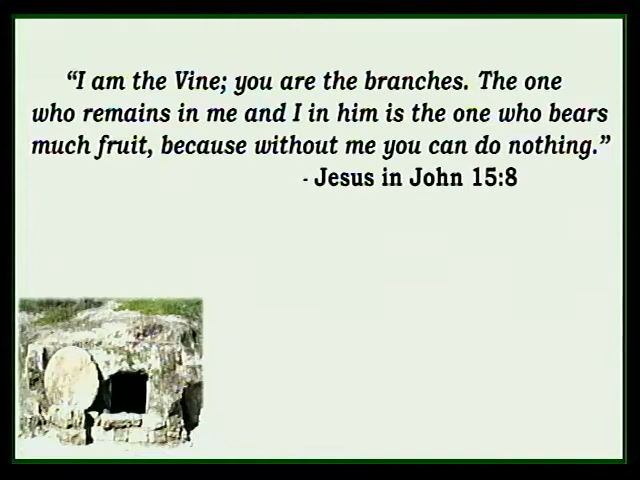 “I am the Vine; you are the branches. The one
who remains in me and I in him is the one who bears
much fruit, because without me you can do nothing.”
- Jesus in John 15:8